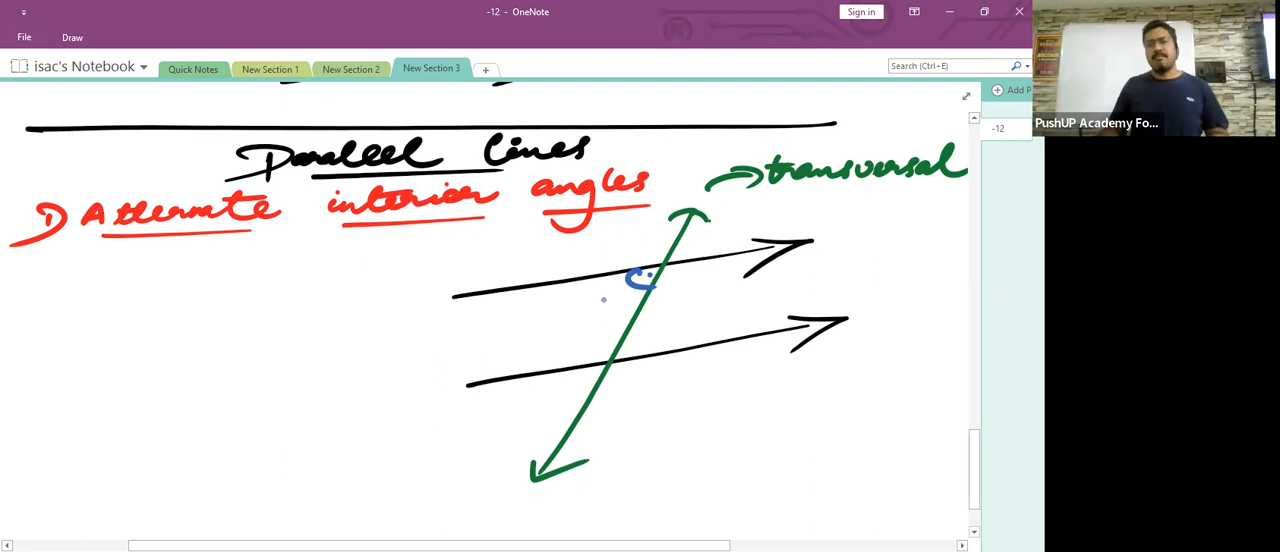 -12 - OneNote
Sign in
File
Draw
isac's Notebook
Quick Notes
New Section 1
New Section 2
New Section 3
Search (Ctrl+E)
Add P
-12
PushUP Academy Fo...
Parallel lines
transversal
1) Alternate interior angles